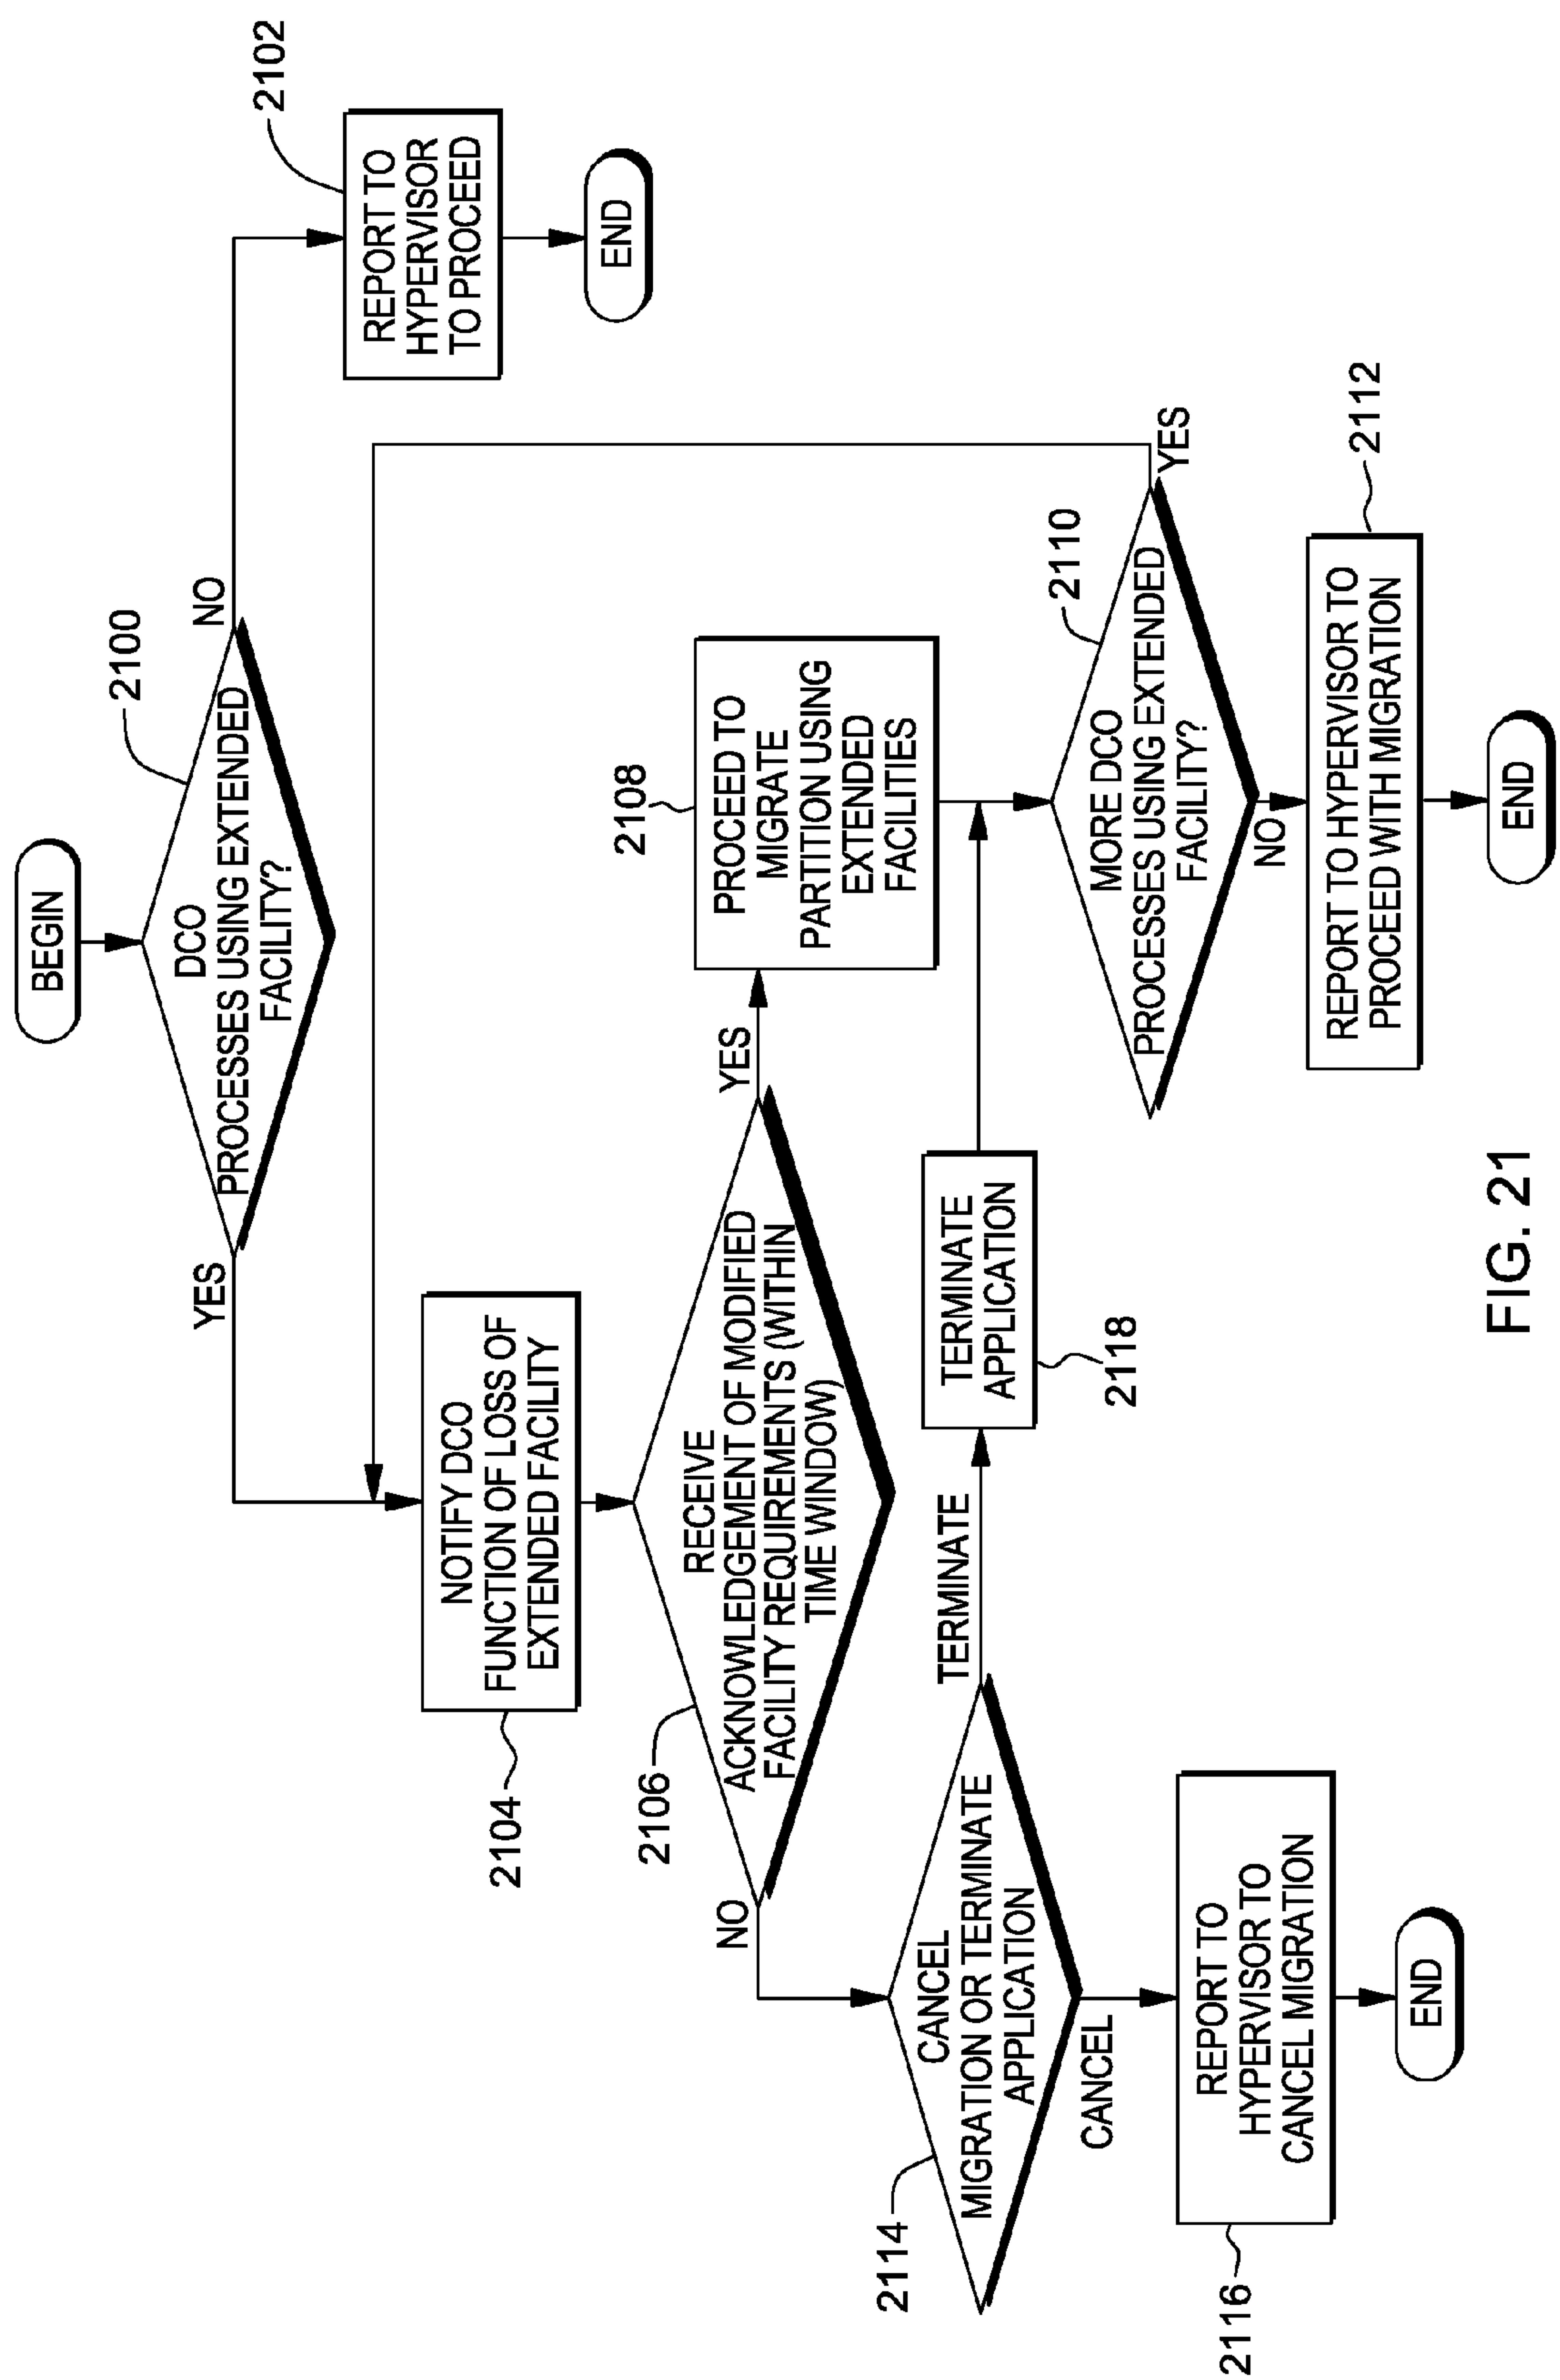 BEGIN
2100
DCO
PROCESSES USING EXTENDED
FACILITY?
YES
NO
2102
REPORT TO
HYPERVISOR
TO PROCEED
END
2104
NOTIFY DCO
FUNCTION OF LOSS OF
EXTENDED FACILITY
2106
RECEIVE
ACKNOWLEDGEMENT OF MODIFIED
FACILITY REQUIREMENTS (WITHIN
TIME WINDOW)
NO
YES
2108
PROCEED TO
MIGRATE
PARTITION USING
EXTENDED
FACILITIES
2114
CANCEL
MIGRATION OR TERMINATE
APPLICATION
TERMINATE
CANCEL
TERMINATE
APPLICATION
2118
2110
MORE DCO
PROCESSES USING EXTENDED
FACILITY?
YES
NO
2116
REPORT TO
HYPERVISOR TO
CANCEL MIGRATION
END
2112
REPORT TO HYPERVISOR TO
PROCEED WITH MIGRATION
END
FIG. 21